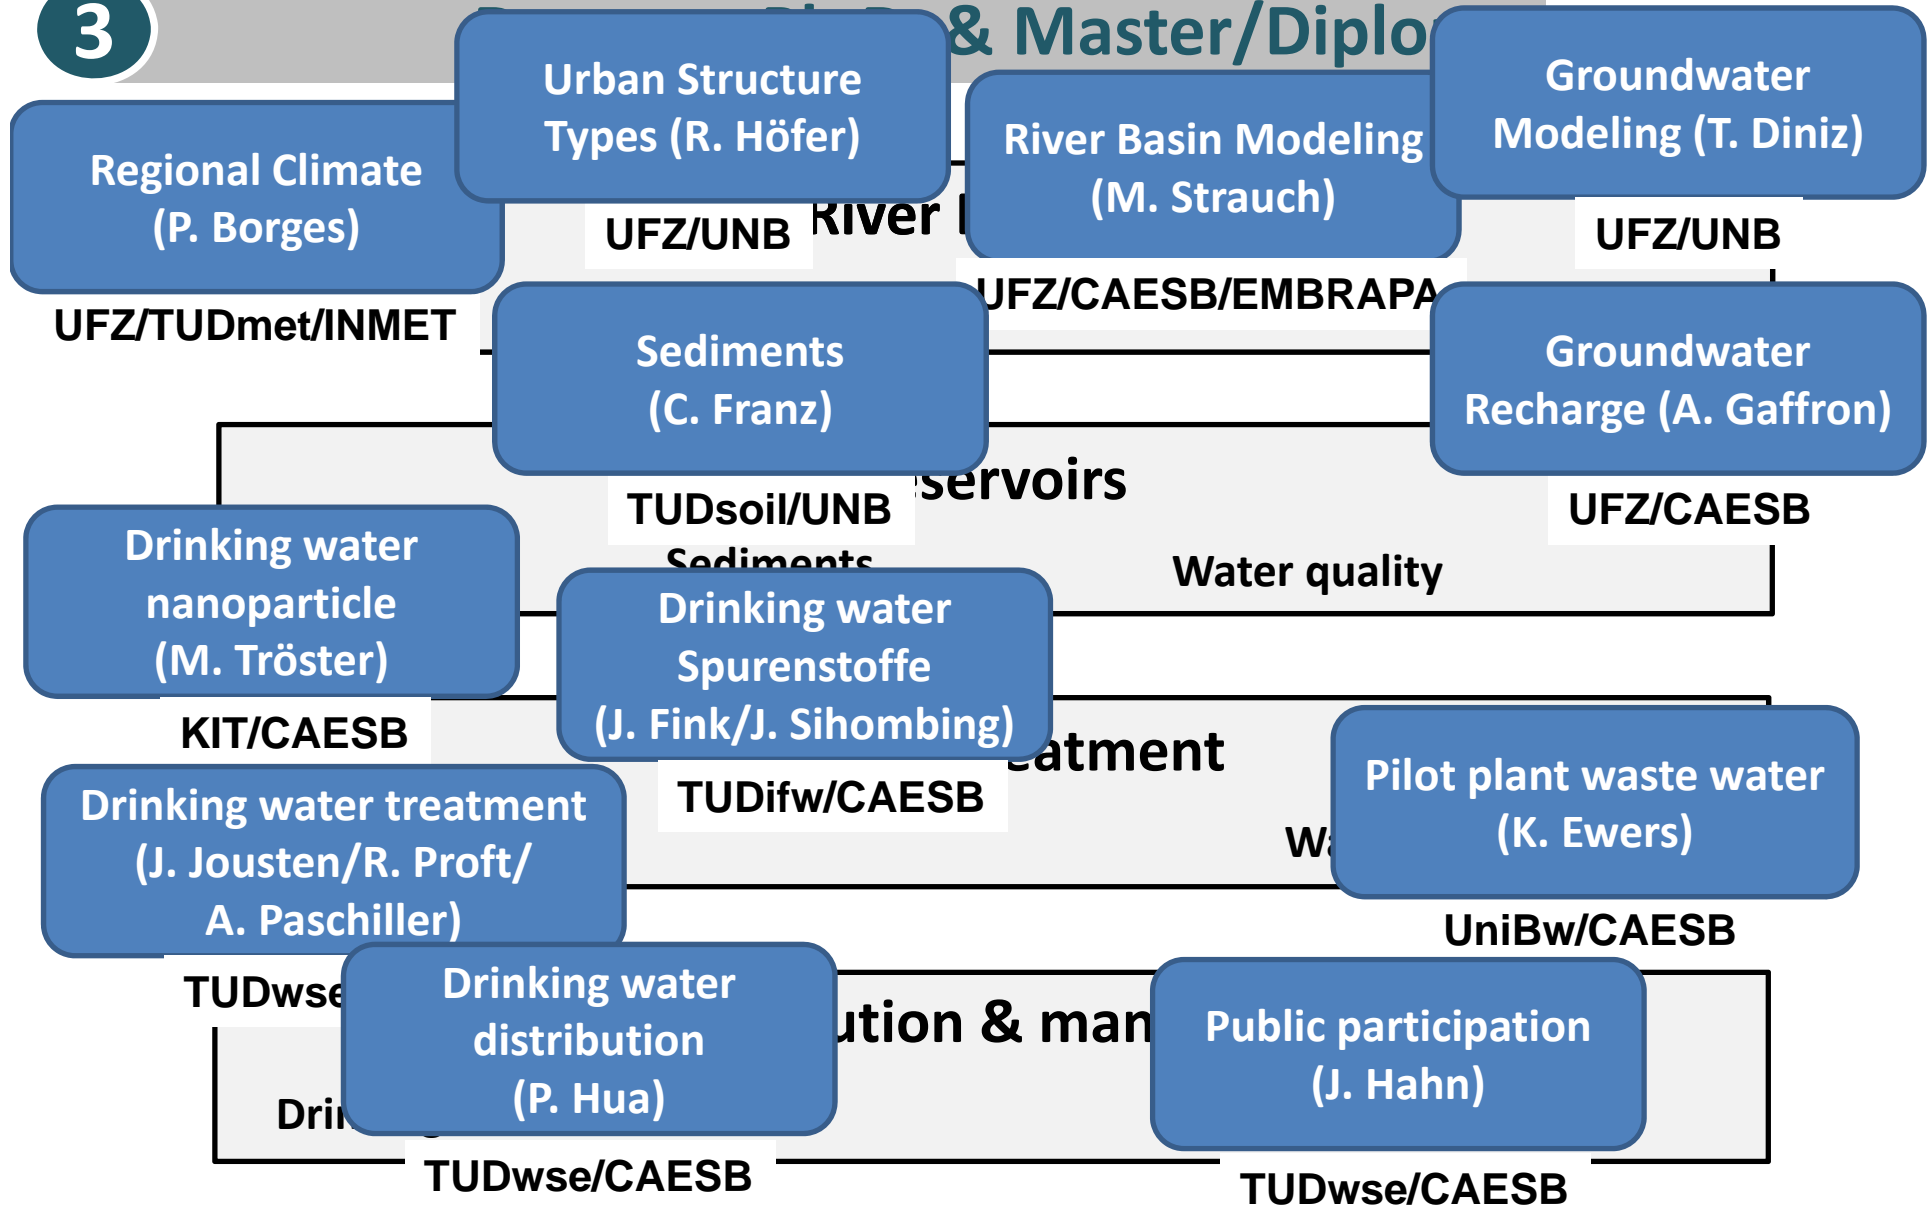 3
& Master/Diplo
Urban Structure
Types (R. Höfer)
UFZ/UNB
Groundwater
Modeling (T. Diniz)
UFZ/UNB
River Basin Modeling
(M. Strauch)
UFZ/CAESB/EMBRAPA
Regional Climate
(P. Borges)
UFZ/TUDmet/INMET
River
Sediments
(C. Franz)
TUDsoil/UNB
Groundwater
Recharge (A. Gaffron)
UFZ/CAESB
servoirs
Sediments
Water quality
Drinking water
nanoparticle
(M. Tröster)
KIT/CAESB
Drinking water
Spurenstoffe
(J. Fink/J. Sihombing)
TUDifw/CAESB
eatment
Pilot plant waste water
(K. Ewers)
UniBw/CAESB
Drinking water treatment
(J. Jousten/R. Proft/
A. Paschiller)
TUDwse
Drinking water
distribution
(P. Hua)
TUDwse/CAESB
ution & man
Public participation
(J. Hahn)
TUDwse/CAESB